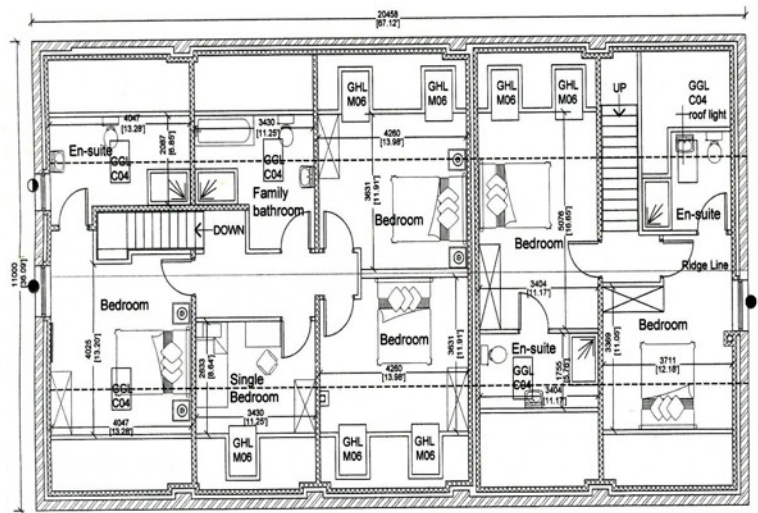 20458
[67.12']
11000
[36.09']
GHL
M06
GHL
M06
GHL
M06
GHL
M06
UP
GGL
C04
roof light
4047
[13.28']
2087
[6.85']
En-suite
GGL
C04
3430
[11.25']
GGL
C04
Family
bathroom
4260
[13.98']
3631
[11.91']
Bedroom
5076
[16.65']
Bedroom
En-suite
DOWN
Ridge Line
Bedroom
4025
[13.20']
GGL
C04
4047
[13.28']
2633
[8.64']
Single
Bedroom
3430
[11.25']
GHL
M06
Bedroom
3631
[11.91']
4260
[13.98']
GHL
M06
GHL
M06
3404
[11.17']
En-suite
GGL
C04
1755
[5.76']
3404
[11.17']
Bedroom
3369
[11.05']
3711
[12.18']